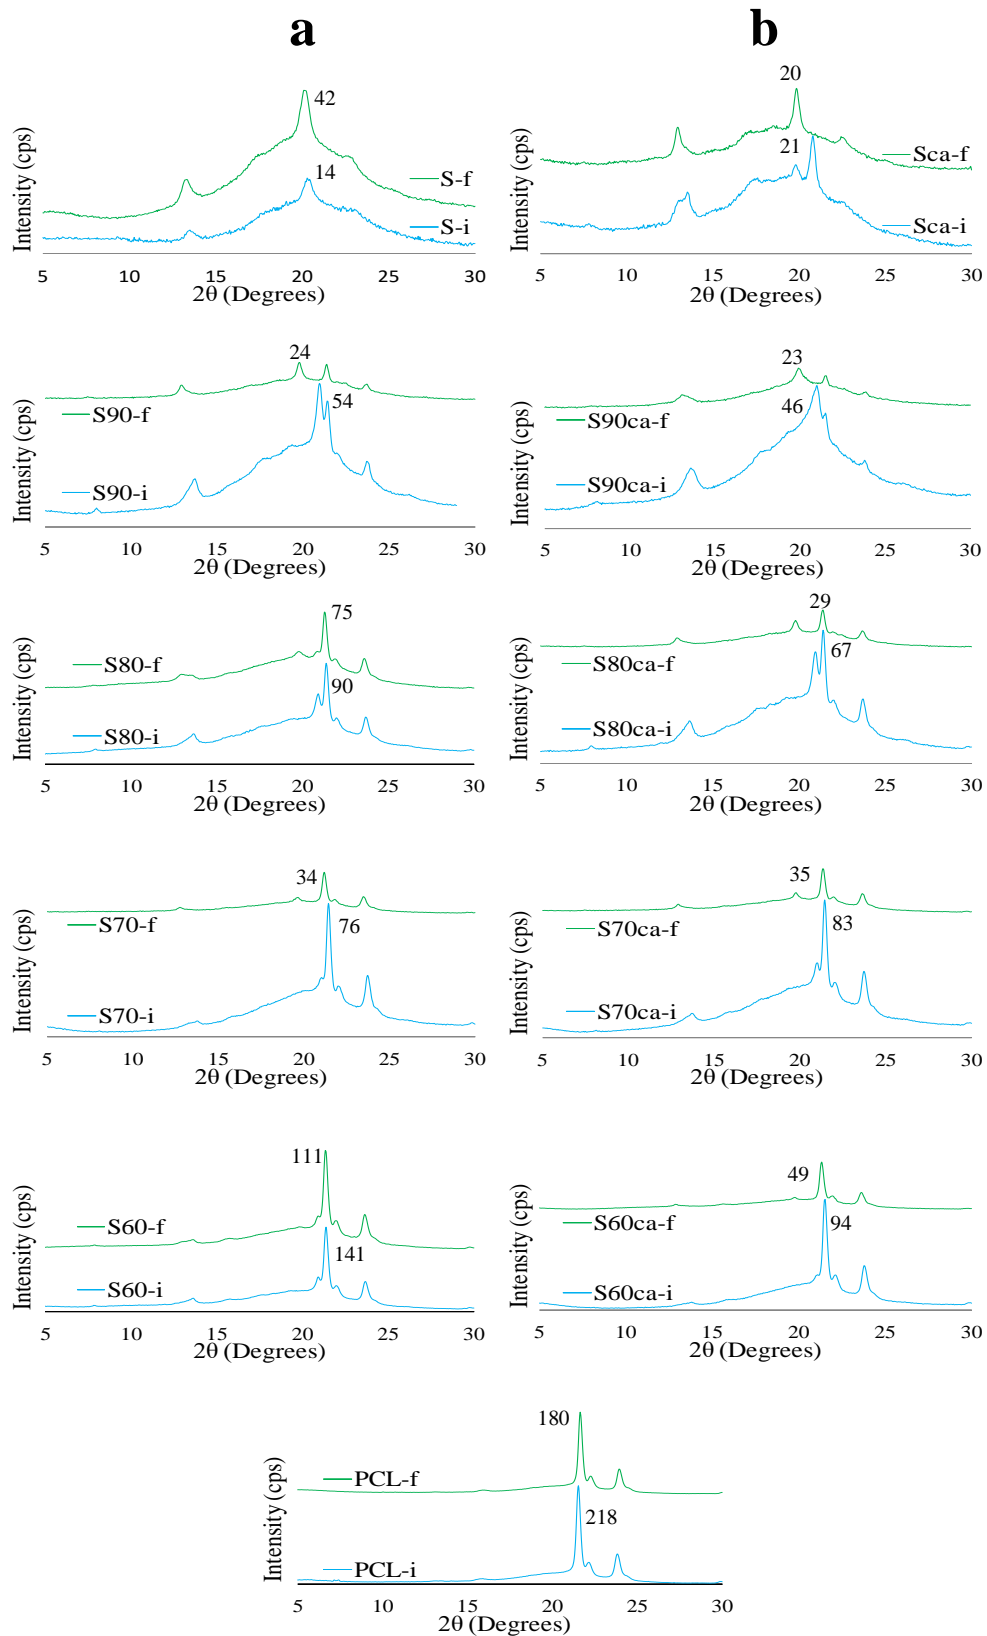 a
b
Intensity (cps)
42
14
S-f
S-i
5 10 15 20 25 30
2θ (Degrees)
Intensity (cps)
20
21
Sca-f
Sca-i
5 10 15 20 25 30
2θ (Degrees)
Intensity (cps)
24
54
S90-f
S90-i
5 10 15 20 25 30
2θ (Degrees)
Intensity (cps)
23
46
S90ca-f
S90ca-i
5 10 15 20 25 30
2θ (Degrees)
Intensity (cps)
75
90
S80-f
S80-i
5 10 15 20 25 30
2θ (Degrees)
Intensity (cps)
29
67
S80ca-f
S80ca-i
5 10 15 20 25 30
2θ (Degrees)
Intensity (cps)
34
76
S70-f
S70-i
5 10 15 20 25 30
2θ (Degrees)
Intensity (cps)
35
83
S70ca-f
S70ca-i
5 10 15 20 25 30
2θ (Degrees)
Intensity (cps)
111
141
S60-f
S60-i
5 10 15 20 25 30
2θ (Degrees)
Intensity (cps)
49
94
S60ca-f
S60ca-i
5 10 15 20 25 30
2θ (Degrees)
Intensity (cps)
180
218
PCL-f
PCL-i
5 10 15 20 25 30
2θ (Degrees)